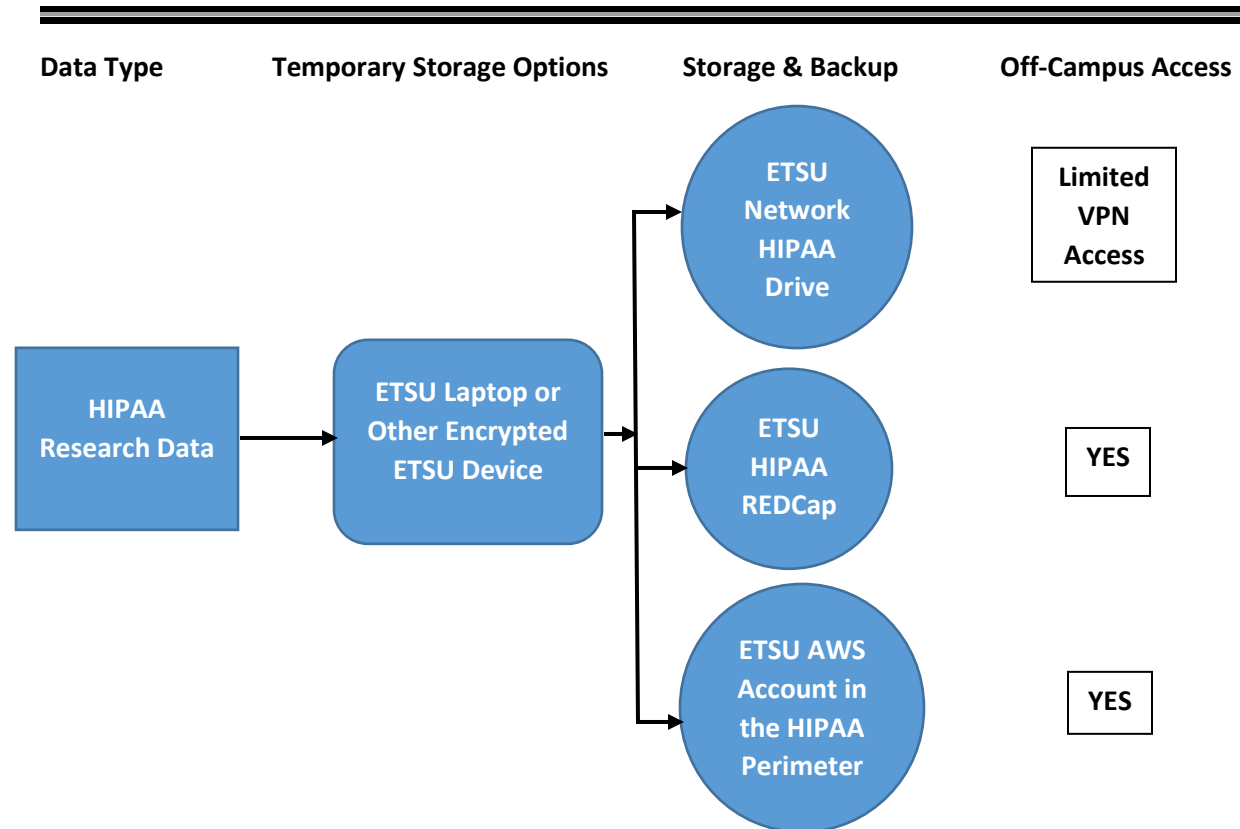 Data Type Temporary Storage Options Storage & Backup Off-Campus Access
HIPAA
Research Data
ETSU Laptop or
Other Encrypted
ETSU Device
ETSU
Network
HIPAA
Drive
Limited
VPN
Access
ETSU
HIPAA
REDCap
YES
ETSU AWS
Account in
the HIPAA
Perimeter
YES